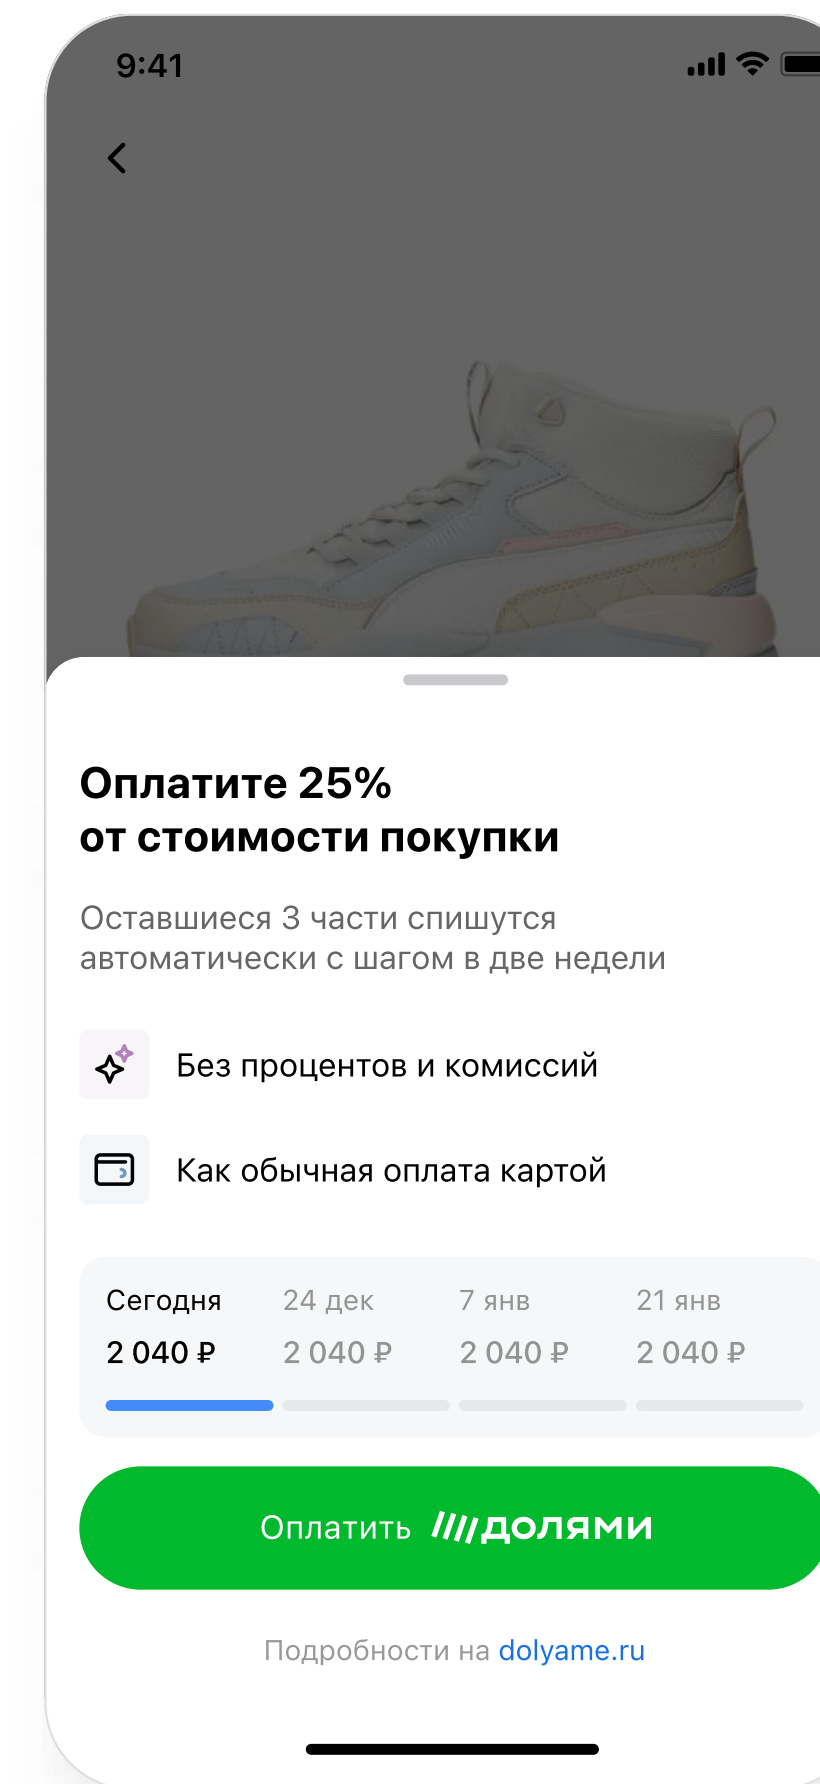 9:41
Оплатите 25%
от стоимости покупки
Оставшиеся 3 части спишутся
автоматически с шагом в две недели
Без процентов и комиссий
Как обычная оплата картой
Сегодня 24 дек 7 янв 21 янв
2 040 ₽ 2 040 ₽ 2 040 ₽ 2 040 ₽
Оплатить ДОЛЯМИ
Подробности на dolyame.ru